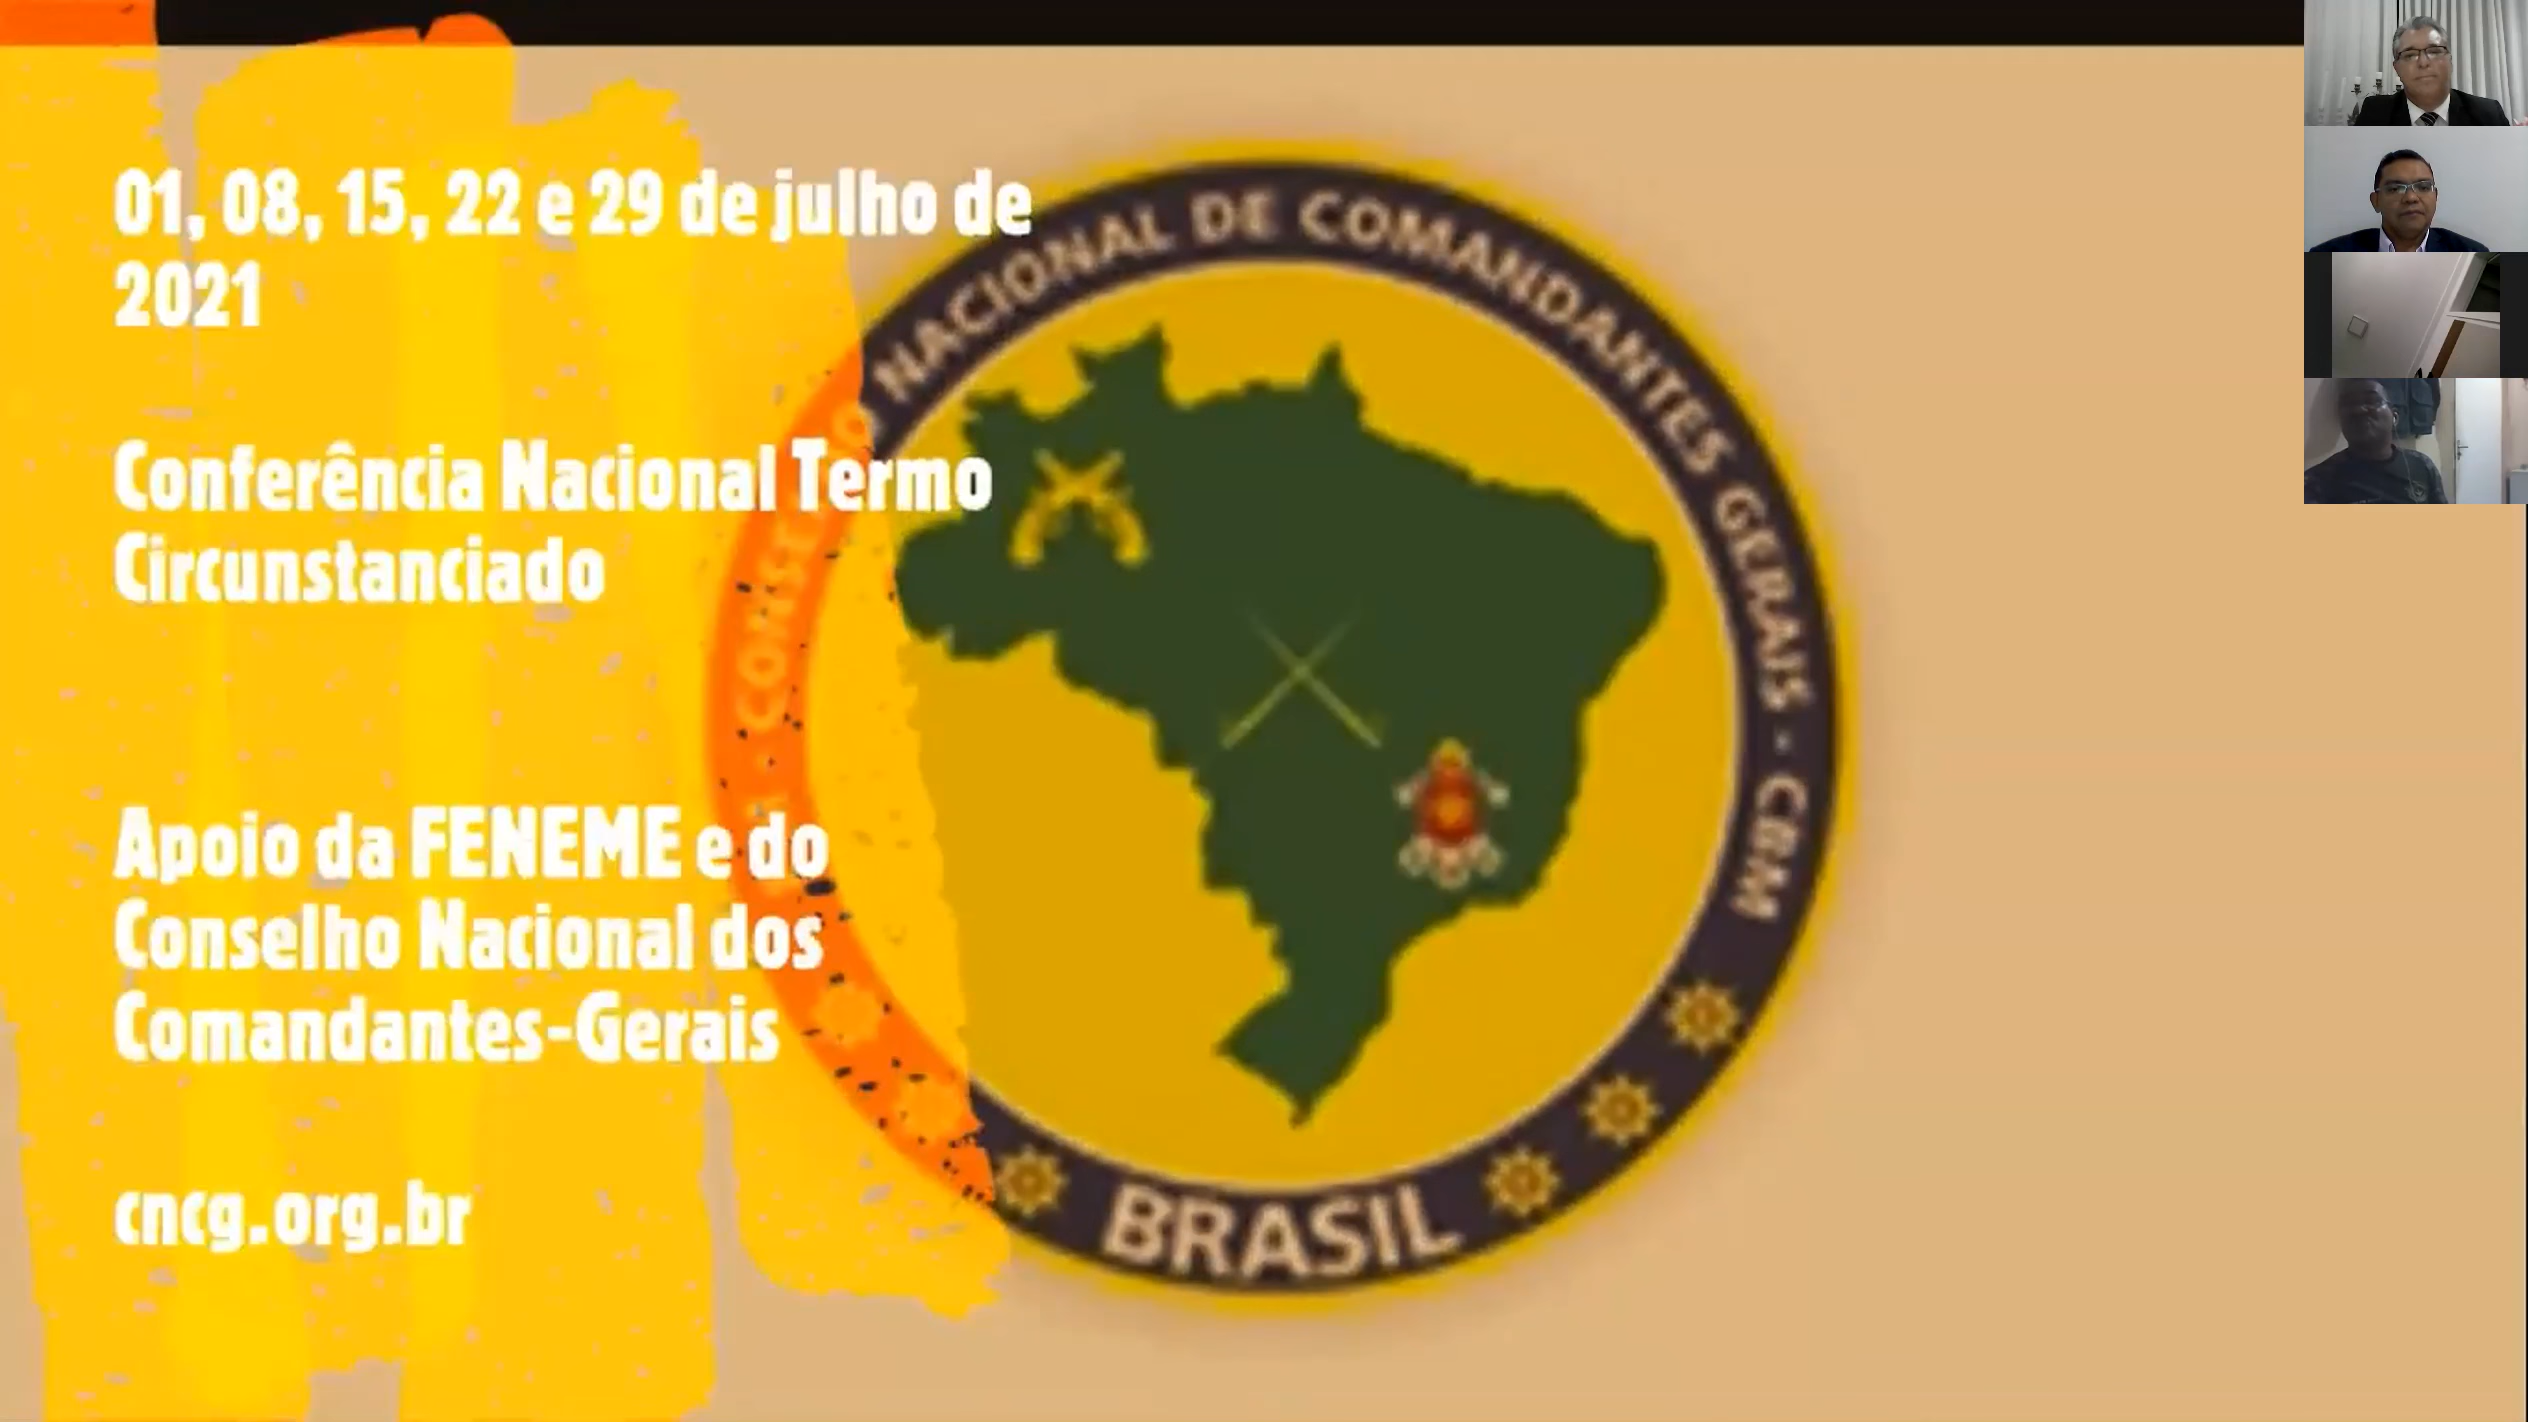 01, 08, 15, 22 e 29 de julho de
2021
Conferência Nacional Termo
Circunstanciado
Apoio da FENEME e do
Conselho Nacional dos
Comandantes-Gerais
cncg.org.br
NACIONAL DE COMANDANTES GERAIS - CBM
BRASIL